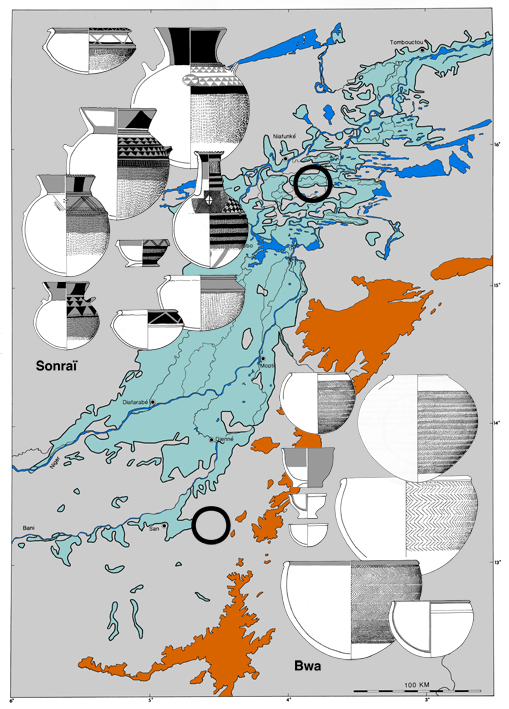 Tombouctou
Niafunké
16°
15°
Sonraï
Mopti
Diafarabé
14°
Djenné
Niger
Bani
San
13°
Bwa
100 KM
6°
5°
4°
3°